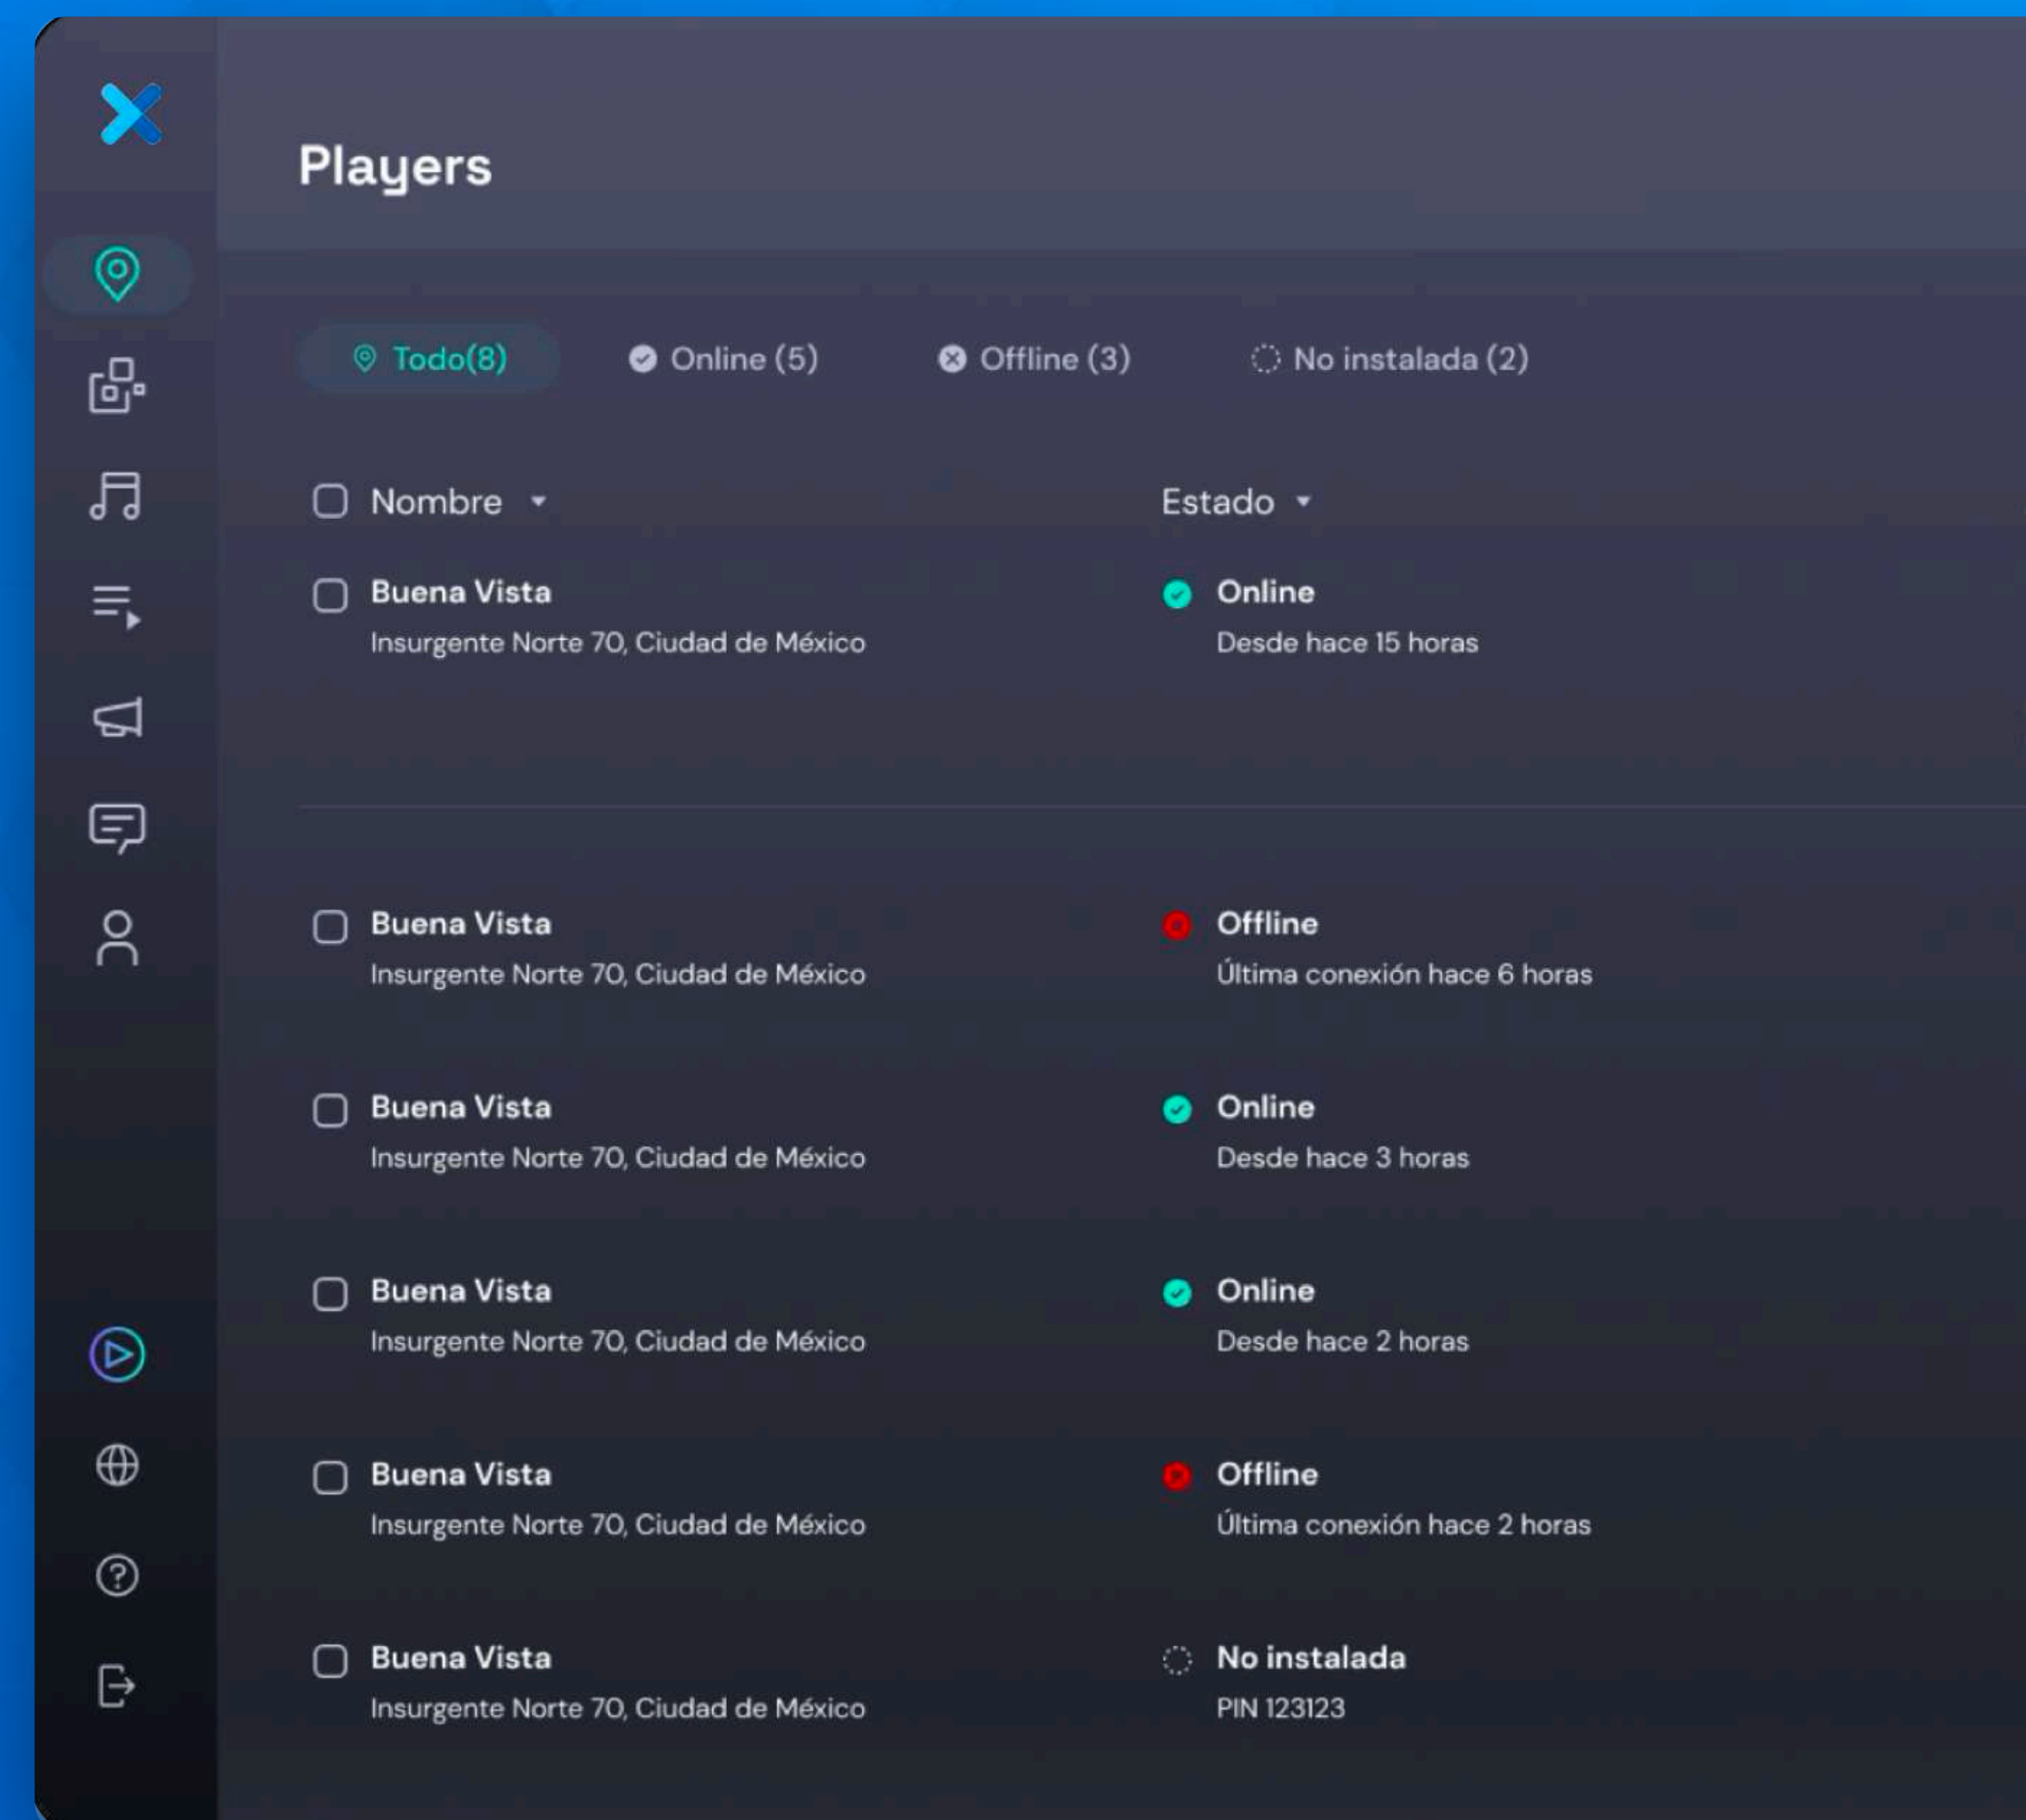 Players
Todo(8) Online (5) Offline (3) No instalada (2)
Nombre Estado
Buena Vista Online
Insurgente Norte 70, Ciudad de México Desde hace 15 horas
Buena Vista Offline
Insurgente Norte 70, Ciudad de México Última conexión hace 6 horas
Buena Vista Online
Insurgente Norte 70, Ciudad de México Desde hace 3 horas
Buena Vista Online
Insurgente Norte 70, Ciudad de México Desde hace 2 horas
Buena Vista Offline
Insurgente Norte 70, Ciudad de México Última conexión hace 2 horas
Buena Vista No instalada
Insurgente Norte 70, Ciudad de México PIN 123123